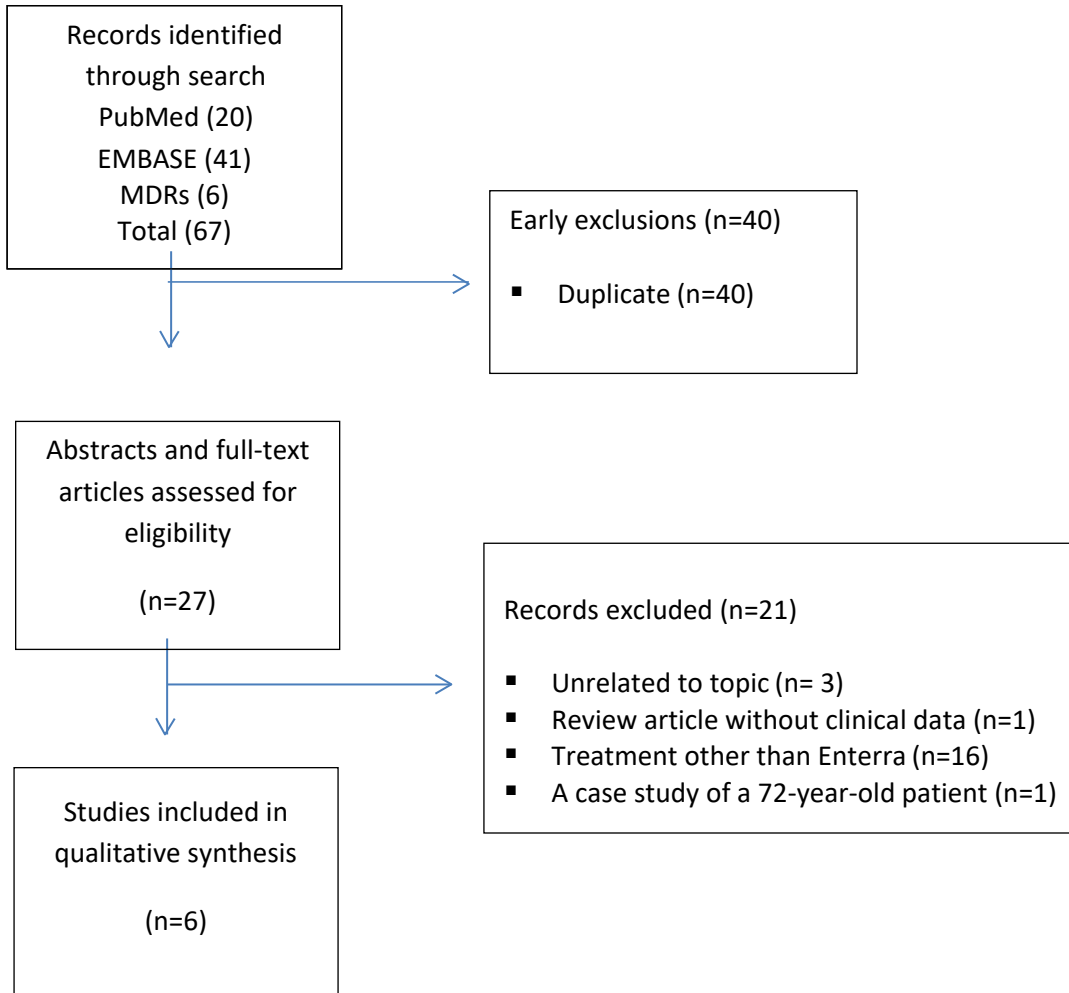 Records identified
through search
PubMed (20)
EMBASE (41)
MDRs (6)
Total (67)
Early exclusions (n=40)
▪ Duplicate (n=40)
Abstracts and full-text
articles assessed for
eligibility
(n=27)
Records excluded (n=21)
▪ Unrelated to topic (n= 3)
▪ Review article without clinical data (n=1)
▪ Treatment other than Enterra (n=16)
▪ A case study of a 72-year-old patient (n=1)
Studies included in
qualitative synthesis
(n=6)